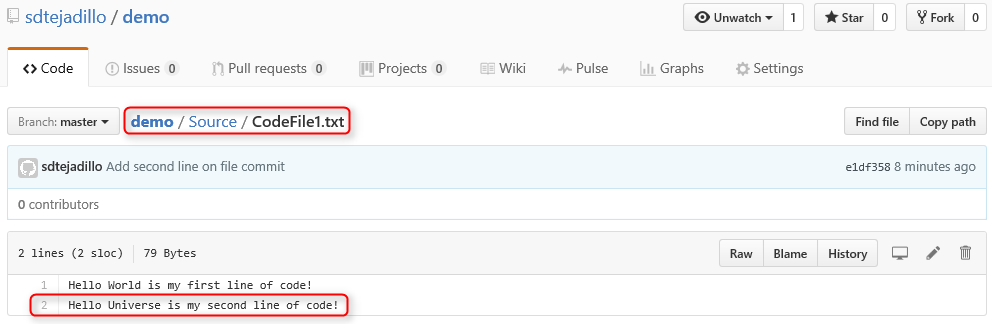 sdtejadillo / demo
Unwatch 1 Star 0 Fork 0
Code Issues 0 Pull requests 0 Projects 0 Wiki Pulse Graphs Settings
Branch: master demo / Source / CodeFile1.txt Find file Copy path
sdtejadillo Add second line on file commit e1df358 8 minutes ago
0 contributors
2 lines (2 sloc) 79 Bytes Raw Blame History
1 Hello World is my first line of code!
2 Hello Universe is my second line of code!